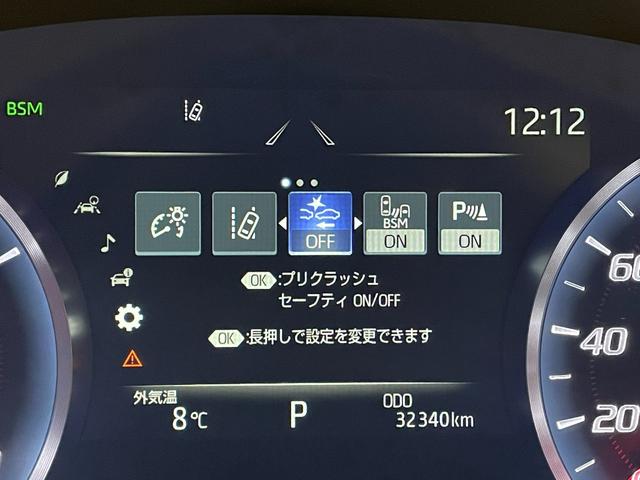 BSM
12:12
OFF
BSM
ON
P
ON
OK :プリクラッシュ
セーフティ ON/OFF
OK :長押しで設定を変更できます
外気温
8℃
P
ODO
32340km
60
40
20